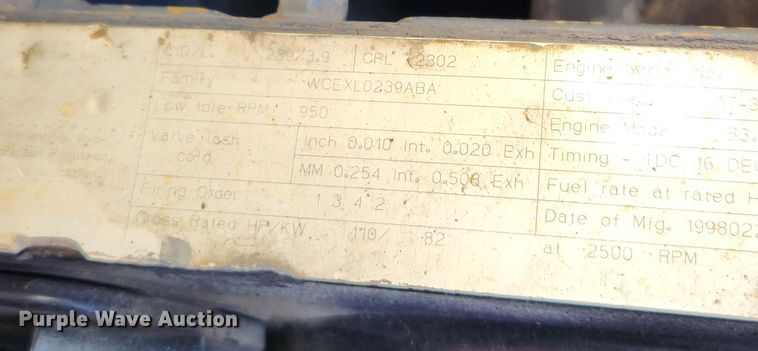 CID/L 239/3.9 CPL 2302 Engine Serial No.
Family WCEXL0239ABA Cust
Low Idle RPM 950 Engine Model
Valve lash cold Inch 0.010 Int. 0.020 Exh Timing - TDC 16 DEG
MM 0.254 Int. 0.508 Exh Fuel rate at rated H
Firing Order 1 3 4 2 Date of Mfg. 1998022
Gross Rated HP/KW 110/ 82 at 2500 RPM
Purple Wave Auction